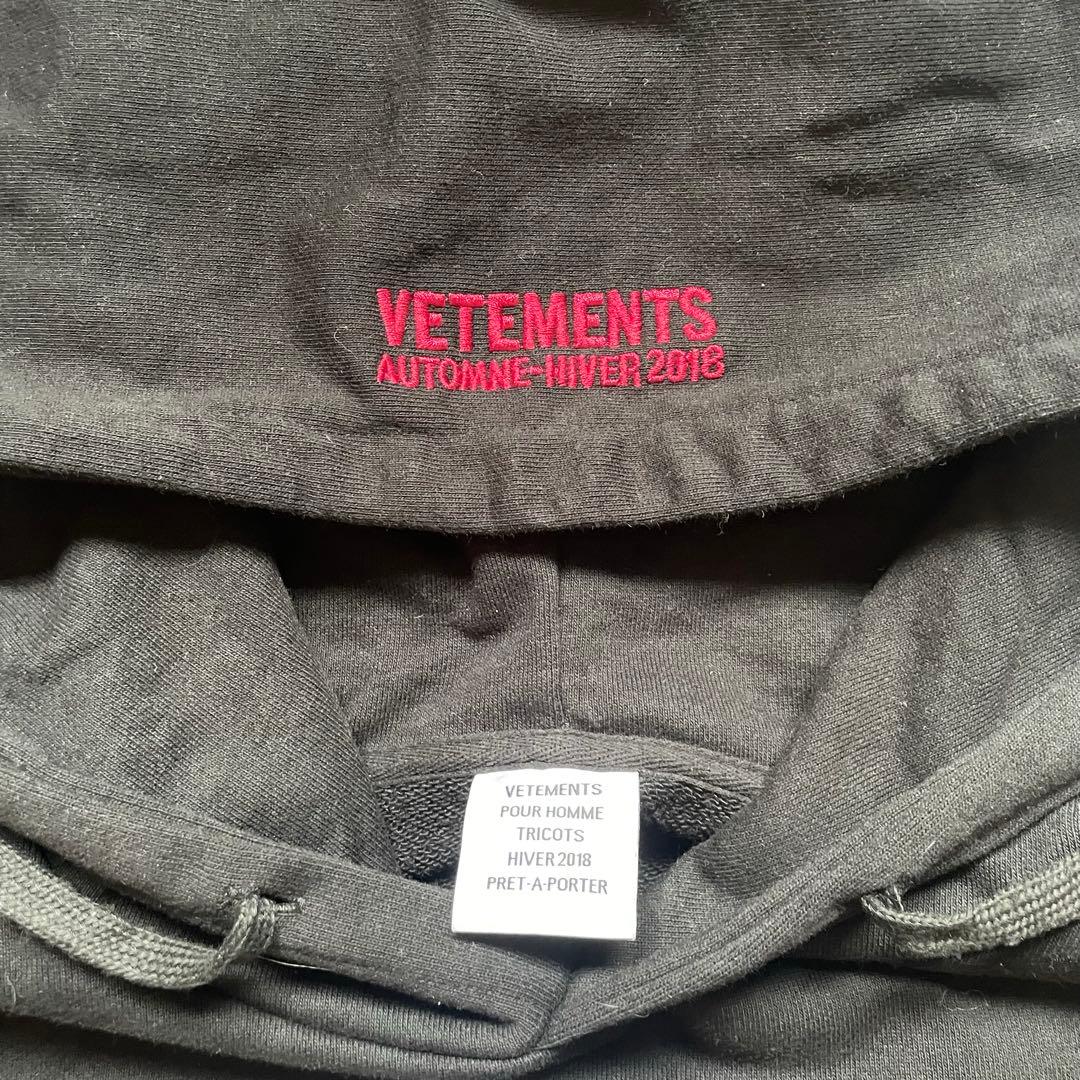 VETEMENTS
AUTOMNE-HIVER 2018
VETEMENTS
POUR HOMME
TRICOTS
HIVER 2018
PRET-A-PORTER